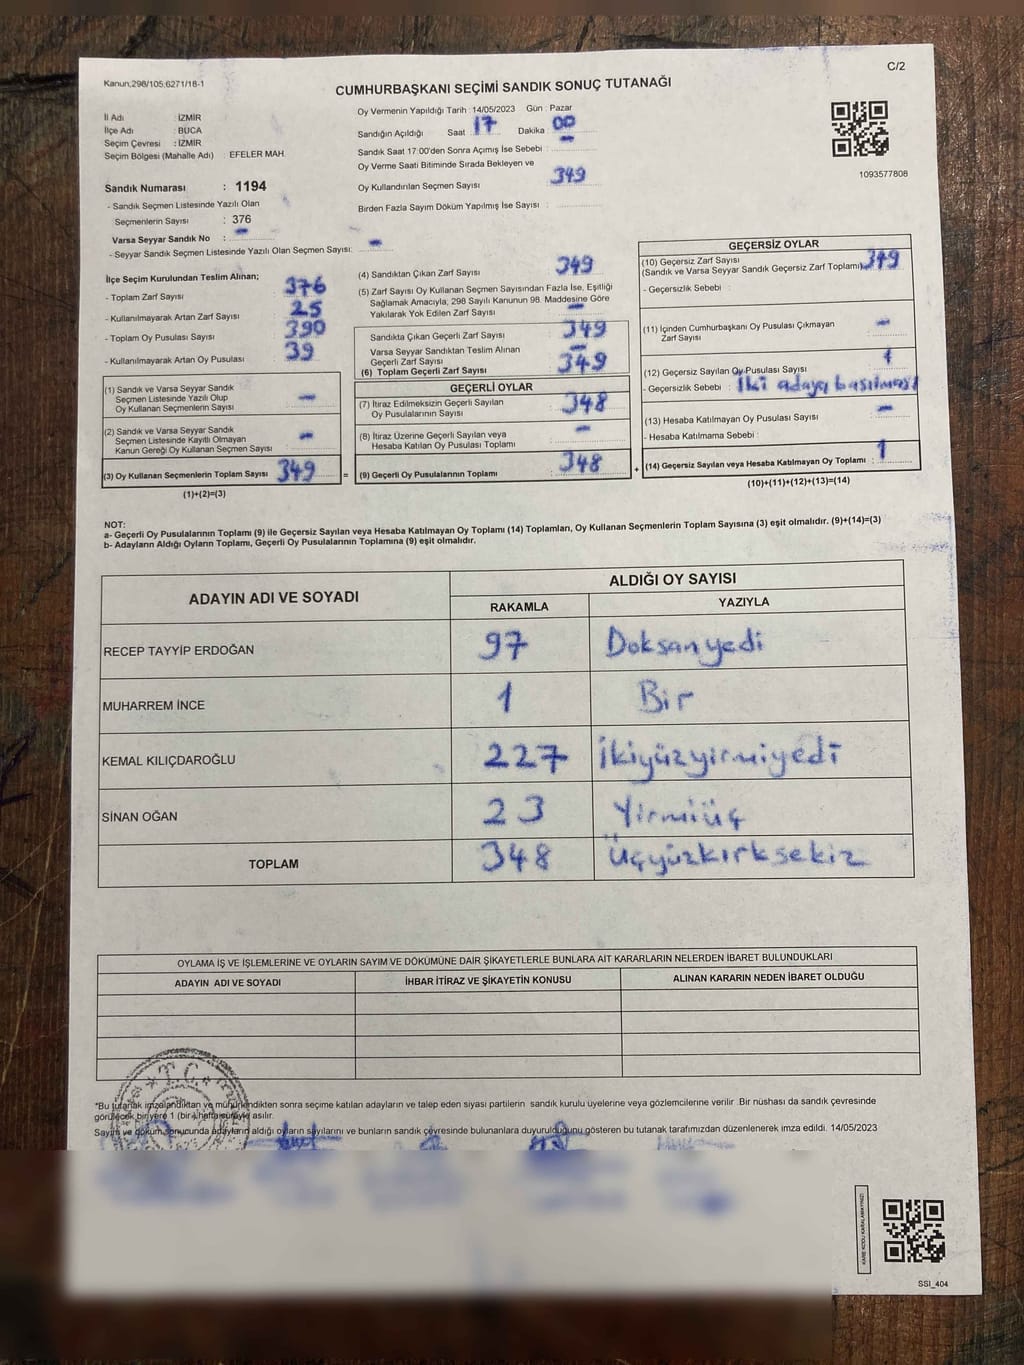 C/2
Kanun.298/105:6271/18-1
CUMHURBAŞKANI SEÇİMİ SANDIK SONUÇ TUTANAĞI
İl Adı : İZMİR
İlçe Adı : BUCA
Seçim Çevresi : İZMİR
Seçim Bölgesi (Mahalle Adı) : EFELER MAH.
Oy Vermenin Yapıldığı Tarih : 14/05/2023 Gün : Pazar
Sandığın Açıldığı Saat 17 Dakika 00
Sandık Saat 17:00'den Sonra Açımış İse Sebebi : -
Oy Verme Saati Bitiminde Sırada Bekleyen ve
Oy Kullandırılan Seçmen Sayısı 349
Birden Fazla Sayım Döküm Yapılmış İse Sayısı :
1093577808
Sandık Numarası : 1194
- Sandık Seçmen Listesinde Yazılı Olan
Seçmenlerin Sayısı : 376
Varsa Seyyar Sandık No : -
- Seyyar Sandık Seçmen Listesinde Yazılı Olan Seçmen Sayısı: -
İlçe Seçim Kurulundan Teslim Alınan;
- Toplam Zarf Sayısı 376
- Kullanılmayarak Artan Zarf Sayısı 25
- Toplam Oy Pusulası Sayısı 390
- Kullanılmayarak Artan Oy Pusulası 39
(1) Sandık ve Varsa Seyyar Sandık
Seçmen Listesinde Yazılı Olup
Oy Kullanan Seçmenlerin Sayısı -
(2) Sandık ve Varsa Seyyar Sandık
Seçmen Listesinde Kayıtlı Olmayan
Kanun Gereği Oy Kullanan Seçmen Sayısı -
(3) Oy Kullanan Seçmenlerin Toplam Sayısı 349 =
(1)+(2)=(3)
(4) Sandıktan Çıkan Zarf Sayısı 349
(5) Zarf Sayısı Oy Kullanan Seçmen Sayısından Fazla İse, Eşitliği
Sağlamak Amacıyla, 298 Sayılı Kanunun 98. Maddesine Göre
Yakılarak Yok Edilen Zarf Sayısı -
Sandıkta Çıkan Geçerli Zarf Sayısı 349
Varsa Seyyar Sandıktan Teslim Alınan
Geçerli Zarf Sayısı -
(6) Toplam Geçerli Zarf Sayısı 349
GEÇERLİ OYLAR
(7) İtiraz Edilmeksizin Geçerli Sayılan
Oy Pusulalarının Sayısı 348
(8) İtiraz Üzerine Geçerli Sayılan veya
Hesaba Katılan Oy Pusulası Toplamı -
(9) Geçerli Oy Pusulalarının Toplamı 348 +
GEÇERSİZ OYLAR
(10) Geçersiz Zarf Sayısı
(Sandık ve Varsa Seyyar Sandık Geçersiz Zarf Toplamı) 349
- Geçersizlik Sebebi :
(11) İçinden Cumhurbaşkanı Oy Pusulası Çıkmayan
Zarf Sayısı -
(12) Geçersiz Sayılan Oy Pusulası Sayısı 1
- Geçersizlik Sebebi : İki adaya basılması
(13) Hesaba Katılmayan Oy Pusulası Sayısı -
- Hesaba Katılmama Sebebi :
(14) Geçersiz Sayılan veya Hesaba Katılmayan Oy Toplamı : 1
(10)+(11)+(12)+(13)=(14)
NOT:
a- Geçerli Oy Pusulalarının Toplamı (9) ile Geçersiz Sayılan veya Hesaba Katılmayan Oy Toplamı (14) Toplamları, Oy Kullanan Seçmenlerin Toplam Sayısına (3) eşit olmalıdır. (9)+(14)=(3)
b- Adayların Aldığı Oyların Toplamı, Geçerli Oy Pusulalarının Toplamına (9) eşit olmalıdır.
ADAYIN ADI VE SOYADI ALDIĞI OY SAYISI
RAKAMLA YAZIYLA
RECEP TAYYİP ERDOĞAN 97 Doksanyedi
MUHARREM İNCE 1 Bir
KEMAL KILIÇDAROĞLU 227 İkiyüzyirmiyedi
SİNAN OĞAN 23 Yirmiüç
TOPLAM 348 Üçyüzkırksekiz
OYLAMA İŞ VE İŞLEMLERİNE VE OYLARIN SAYIM VE DÖKÜMÜNE DAİR ŞİKAYETLERLE BUNLARA AİT KARARLARIN NELERDEN İBARET BULUNDUKLARI
ADAYIN ADI VE SOYADI İHBAR İTİRAZ VE ŞİKAYETİN KONUSU ALINAN KARARIN NEDEN İBARET OLDUĞU
T.C.
*Bu tutanak imzalandıktan ve mühürlendikten sonra seçime katılan adayların ve talep eden siyasi partilerin sandık kurulu üyelerine veya gözlemcilerine verilir .Bir nüshası da sandık çevresinde
görülecek bir yere 1 (bir) hafta süreyle asılır.
Sayım ve döküm sonucunda adayların aldığı oyların sayılarını ve bunların sandık çevresinde bulunanlara duyurulduğunu gösteren bu tutanak tarafımızdan düzenlenerek imza edildi. 14/05/2023
KARE KODU KARALAMAYINIZ!
SSI_404